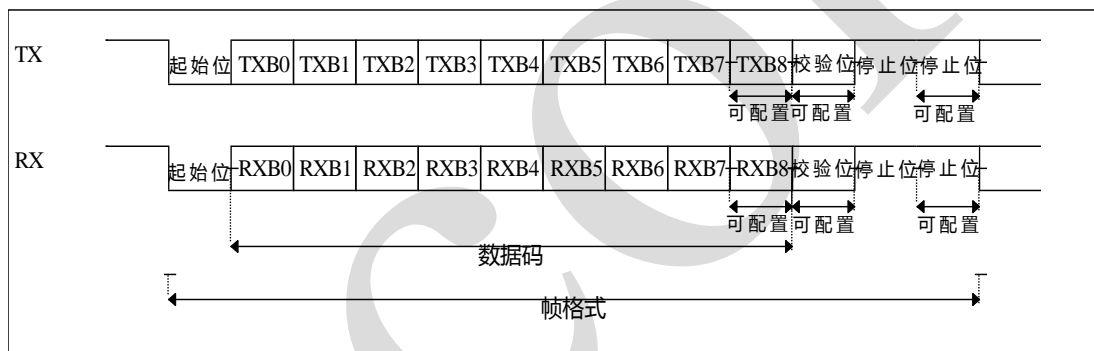 TX 起始位 TXB0 TXB1 TXB2 TXB3 TXB4 TXB5 TXB6 TXB7 TXB8 校验位 停止位 停止位
可配置 可配置 可配置
RX 起始位 RXB0 RXB1 RXB2 RXB3 RXB4 RXB5 RXB6 RXB7 RXB8 校验位 停止位 停止位
可配置 可配置 可配置
数据码
帧格式